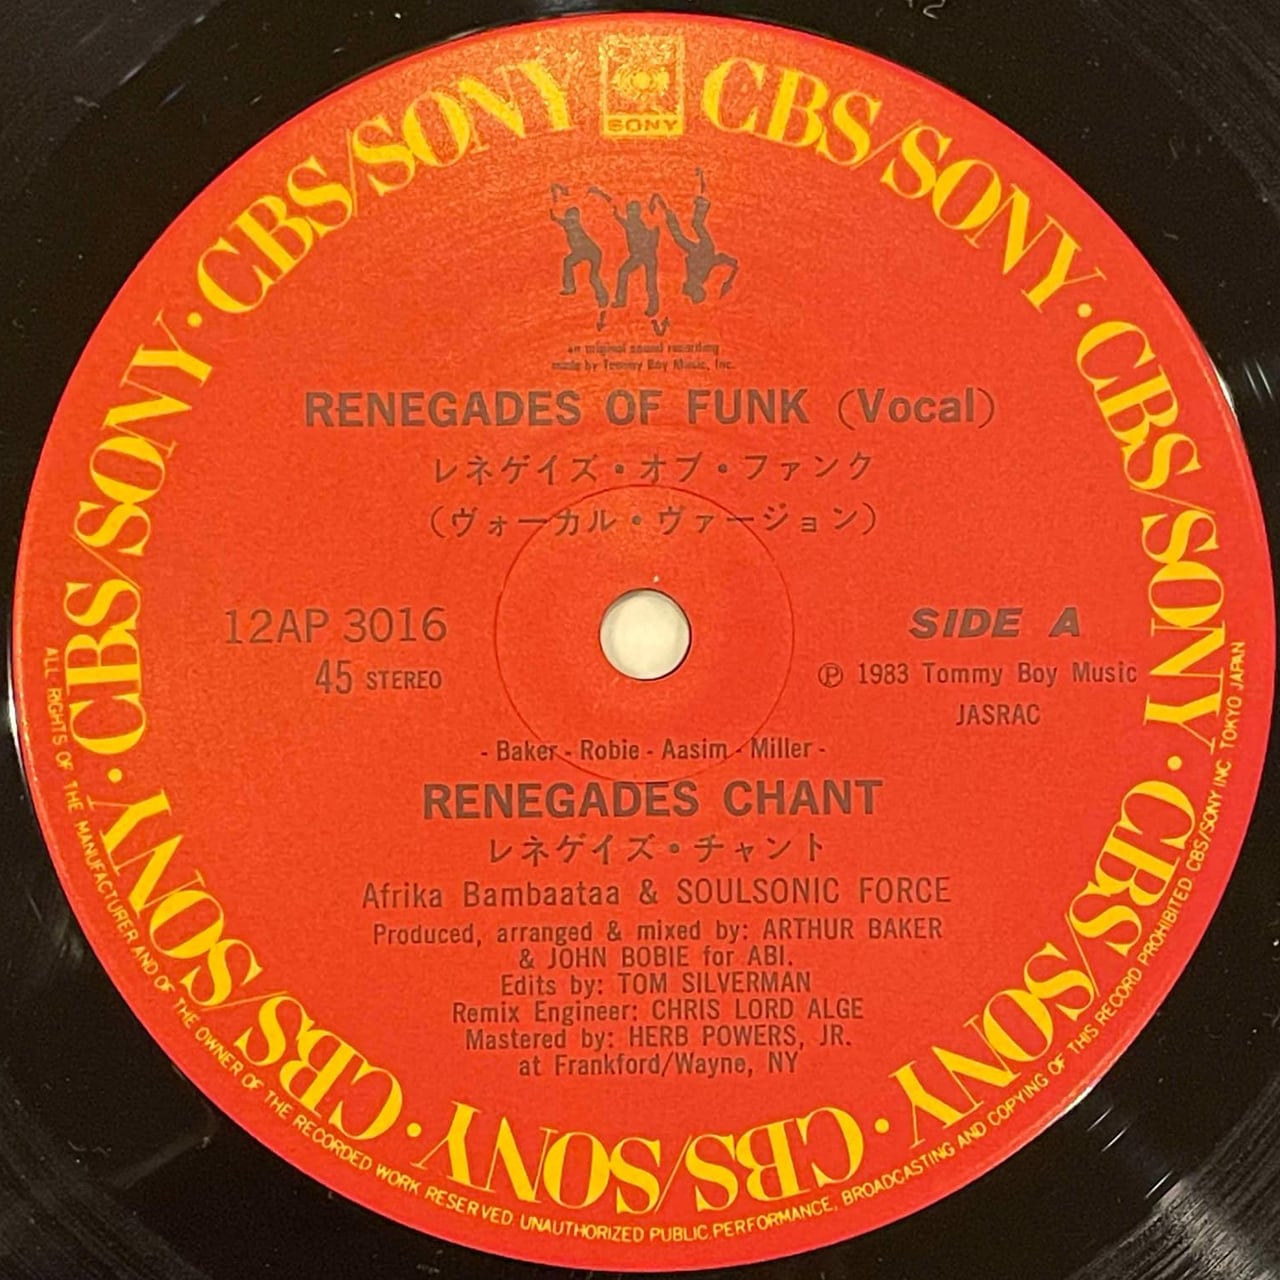 SONY
CBS/SONY · CBS/SONY · CBS/SONY · CBS/SONY · CBS/SONY · CBS/SONY · CBS/SONY · CBS/SONY
an original sound recording
made by Tommy Boy Music, Inc.
RENEGADES OF FUNK (Vocal)
レネゲイズ・オブ・ファンク
(ヴォーカル・ヴァージョン)
12AP 3016
45 STEREO
SIDE A
Ⓟ 1983 Tommy Boy Music
JASRAC
- Baker - Robie - Aasim - Miller -
RENEGADES CHANT
レネゲイズ・チャント
Afrika Bambaataa & SOULSONIC FORCE
Produced, arranged & mixed by: ARTHUR BAKER
& JOHN BOBIE for ABI.
Edits by: TOM SILVERMAN
Remix Engineer: CHRIS LORD ALGE
Mastered by: HERB POWERS, JR.
at Frankford/Wayne, NY
ALL RIGHTS OF THE MANUFACTURER AND OF THE OWNER OF THE RECORDED WORK RESERVED. UNAUTHORIZED PUBLIC PERFORMANCE, BROADCASTING AND COPYING OF THIS RECORD PROHIBITED CBS/SONY INC. TOKYO JAPAN